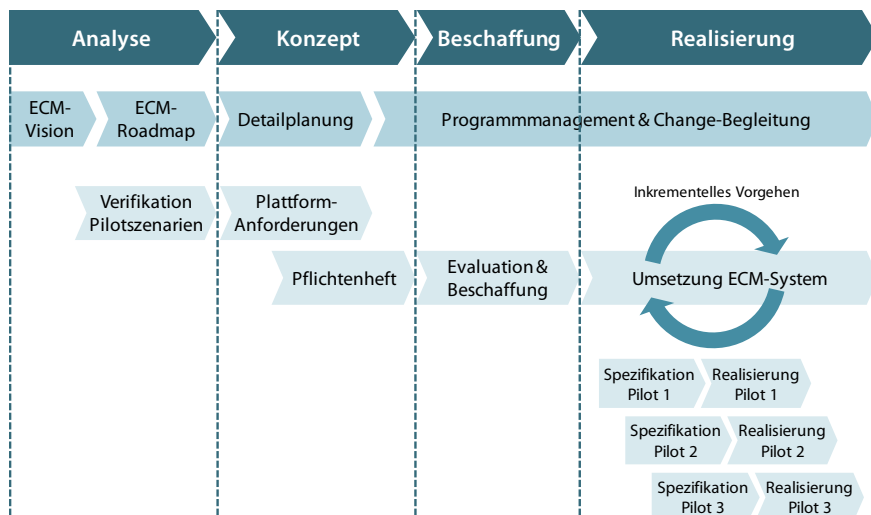 Analyse
Konzept
Beschaffung
Realisierung
ECM-
Vision
ECM-
Roadmap
Detailplanung
Programmmanagement & Change-Begleitung
Verifikation
Pilotszenarien
Plattform-
Anforderungen
Inkrementelles Vorgehen
Pflichtenheft
Evaluation &
Beschaffung
Umsetzung ECM-System
Spezifikation
Pilot 1
Realisierung
Pilot 1
Spezifikation
Pilot 2
Realisierung
Pilot 2
Spezifikation
Pilot 3
Realisierung
Pilot 3